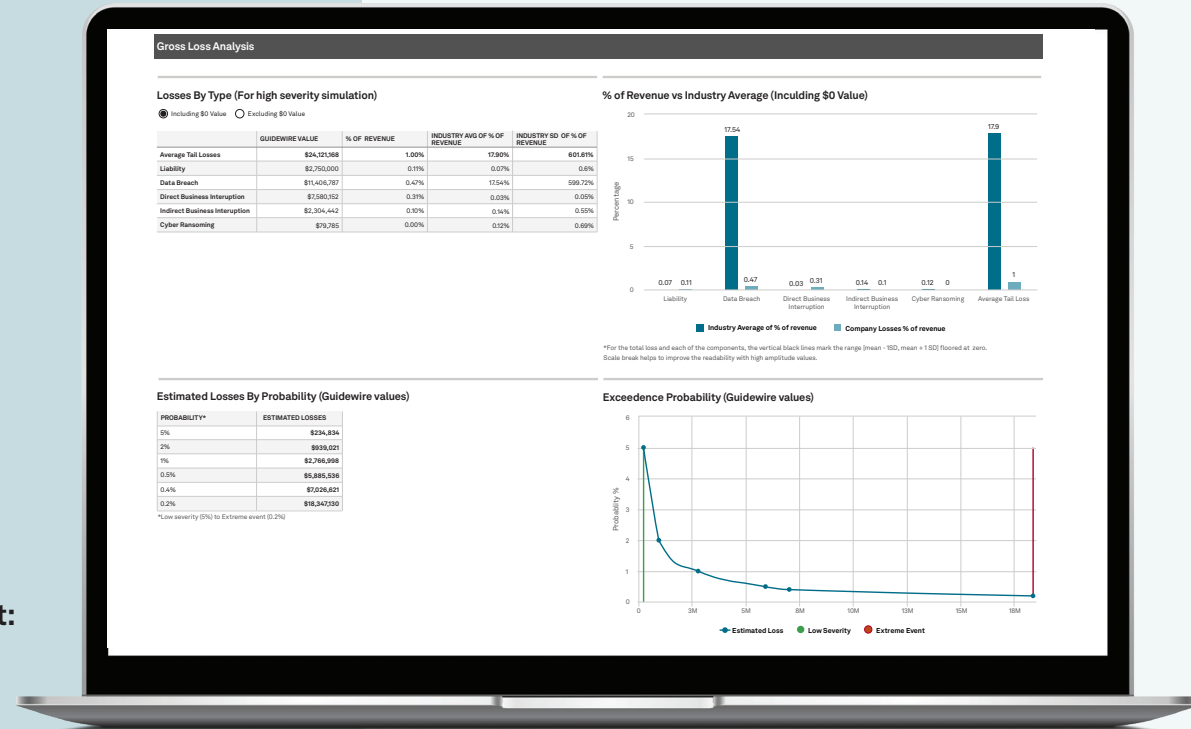 Gross Loss Analysis
Losses By Type (For high severity simulation)
Including $0 Value Excluding $0 Value
GUIDEWIRE VALUE % OF REVENUE INDUSTRY AVG OF % OF REVENUE INDUSTRY SD OF % OF REVENUE
Average Tail Losses $24,121,168 1.00% 17.90% 601.61%
Liability $2,750,000 0.11% 0.07% 0.6%
Data Breach $11,406,787 0.47% 17.54% 599.72%
Direct Business Interuption $7,580,152 0.31% 0.03% 0.05%
Indirect Business Interuption $2,304,442 0.10% 0.14% 0.55%
Cyber Ransoming $79,785 0.00% 0.12% 0.69%
% of Revenue vs Industry Average (Inculding $0 Value)
20
15
10
5
0
Percentage
0.07 0.11
17.54 0.47
0.03 0.31
0.14 0.1
0.12 0
17.9 1
Liability Data Breach Direct Business Interruption Indirect Business Interruption Cyber Ransoming Average Tail Loss
Industry Average of % of revenue Company Losses % of revenue
*For the total loss and each of the components, the vertical black lines mark the range [mean - 1SD, mean + 1 SD] floored at zero.
Scale break helps to improve the readability with high amplitude values.
Estimated Losses By Probability (Guidewire values)
PROBABILITY* ESTIMATED LOSSES
5% $234,834
2% $939,021
1% $2,766,998
0.5% $5,885,536
0.4% $7,026,621
0.2% $18,347,130
*Low severity (5%) to Extreme event (0.2%)
Exceedence Probability (Guidewire values)
6
5
4
3
2
1
0
Probability %
0 3M 5M 8M 10M 13M 15M 18M
Estimated Loss Low Severity Extreme Event
t: